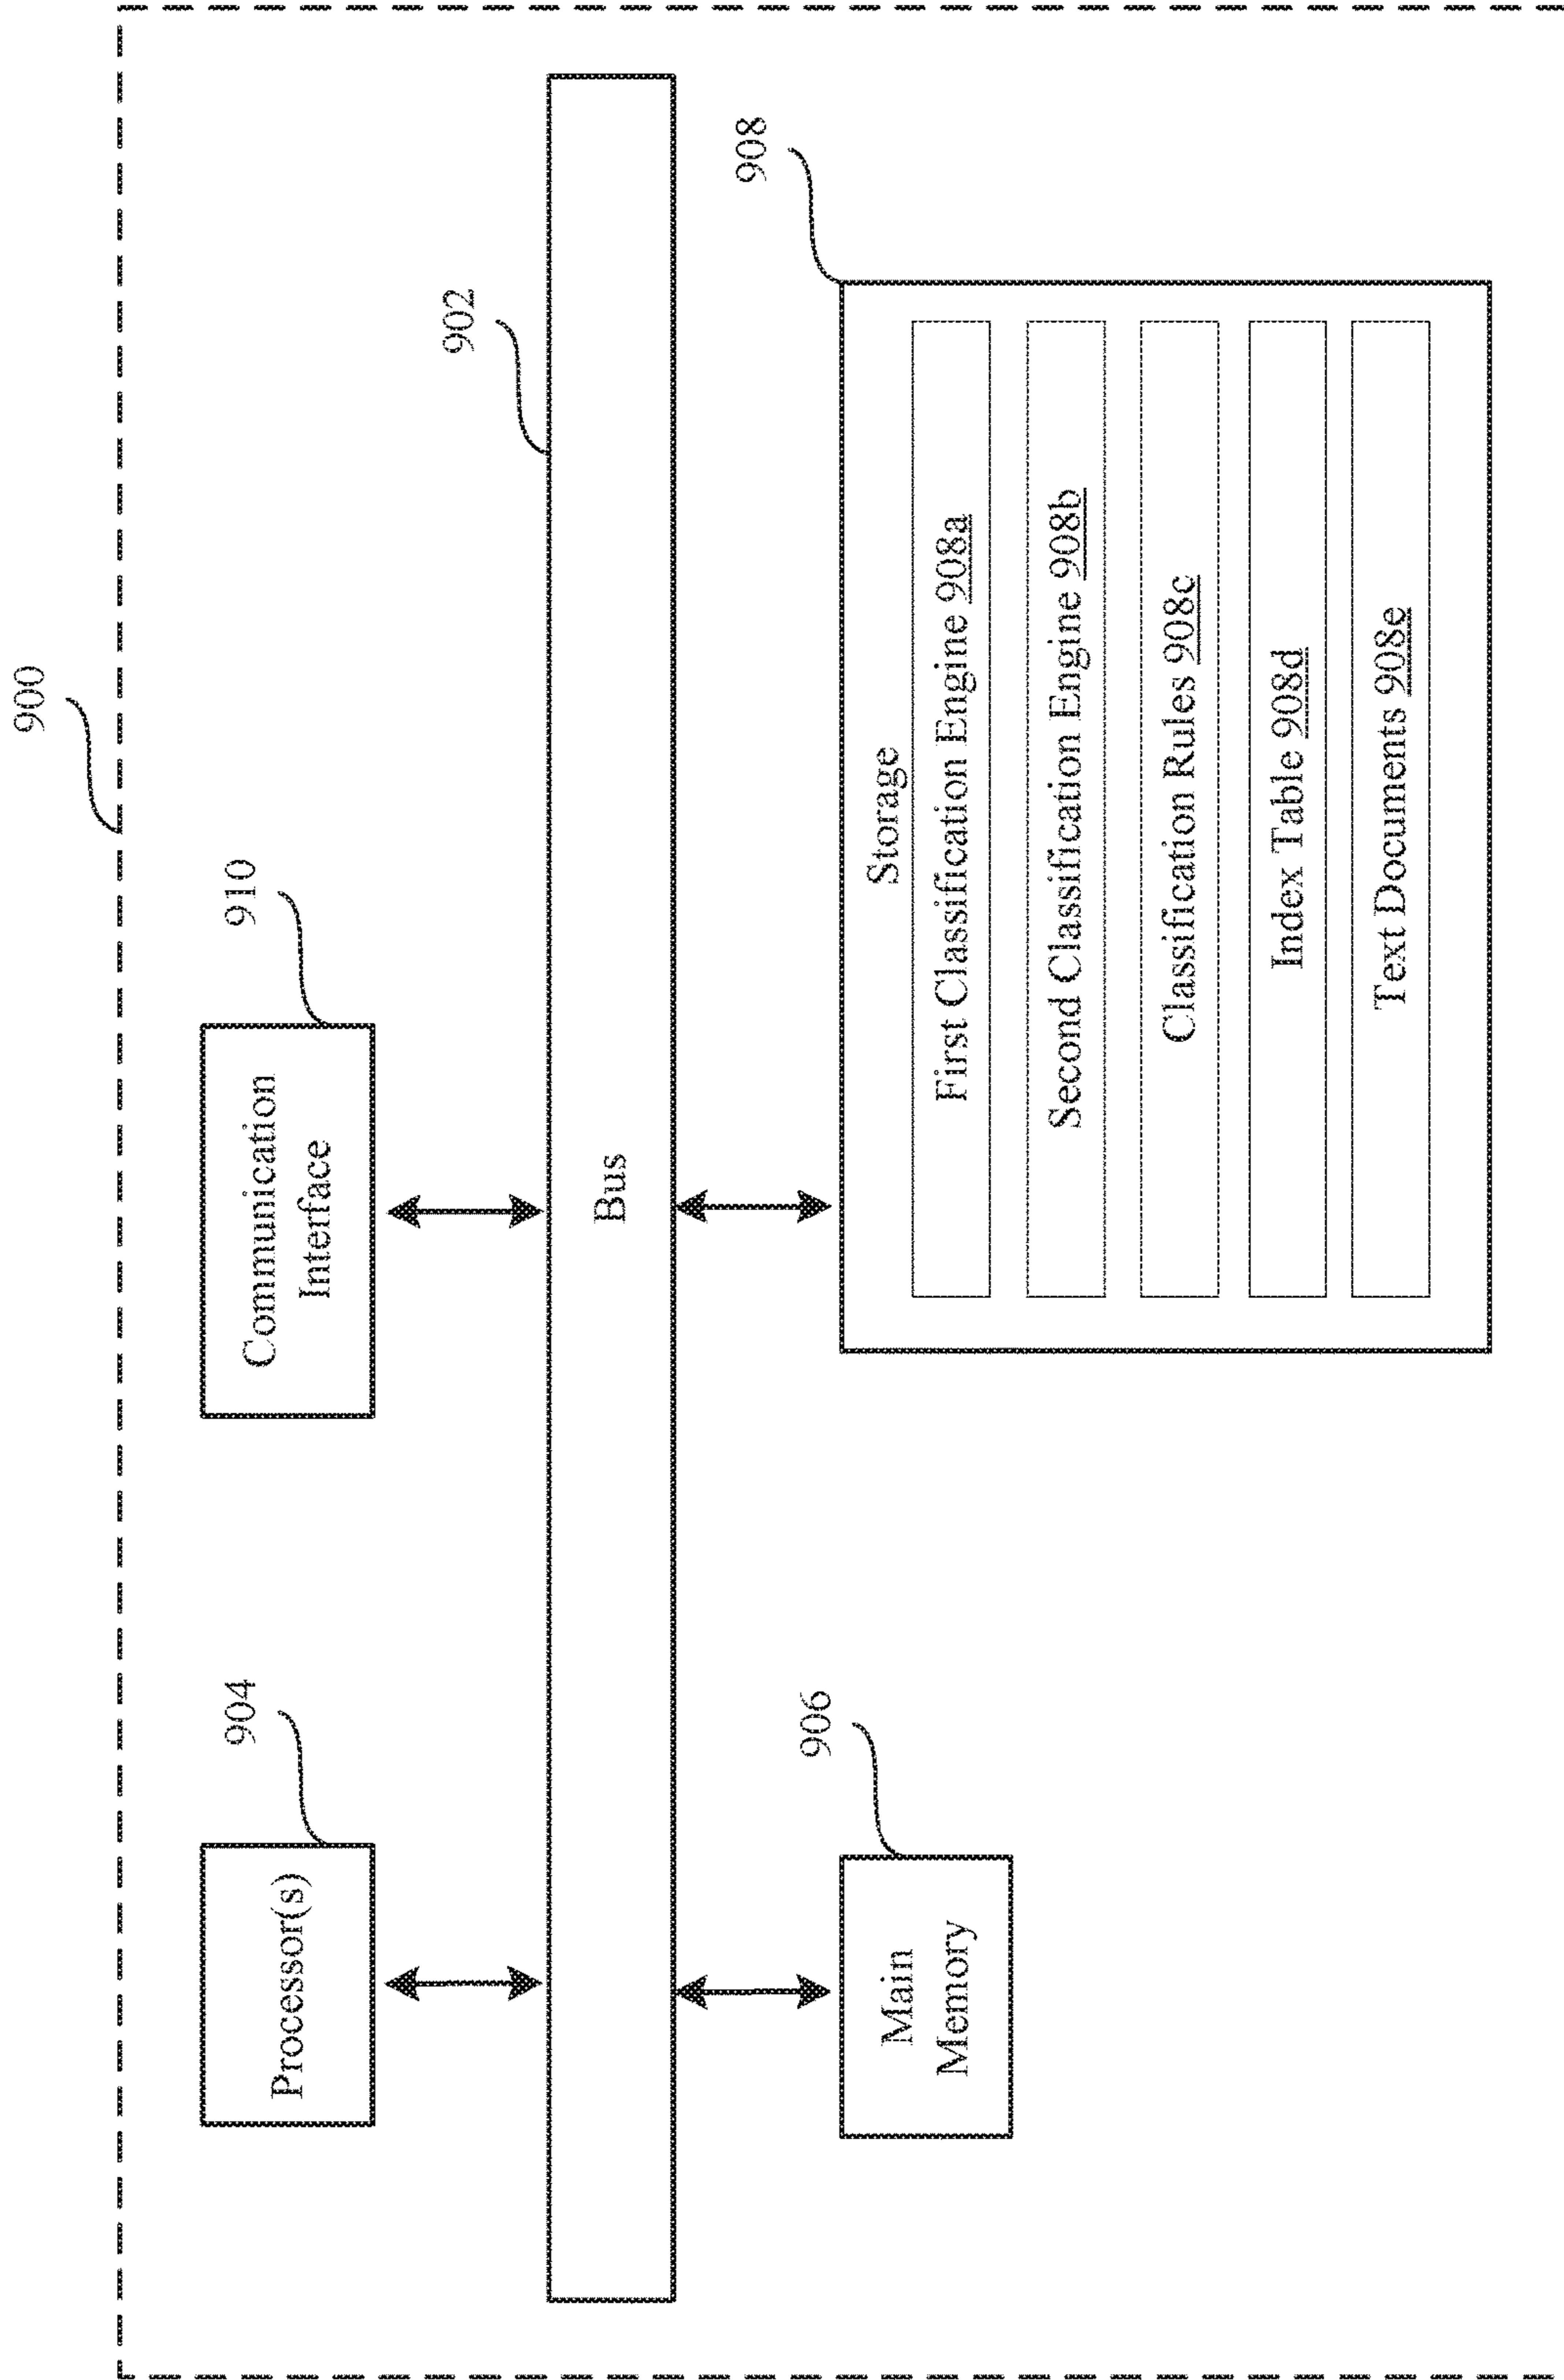 900
904
Processor(s)
910
Communication
Interface
902
Bus
906
Main
Memory
908
Storage
First Classification Engine 908a
Second Classification Engine 908b
Classification Rules 908c
Index Table 908d
Text Documents 908e